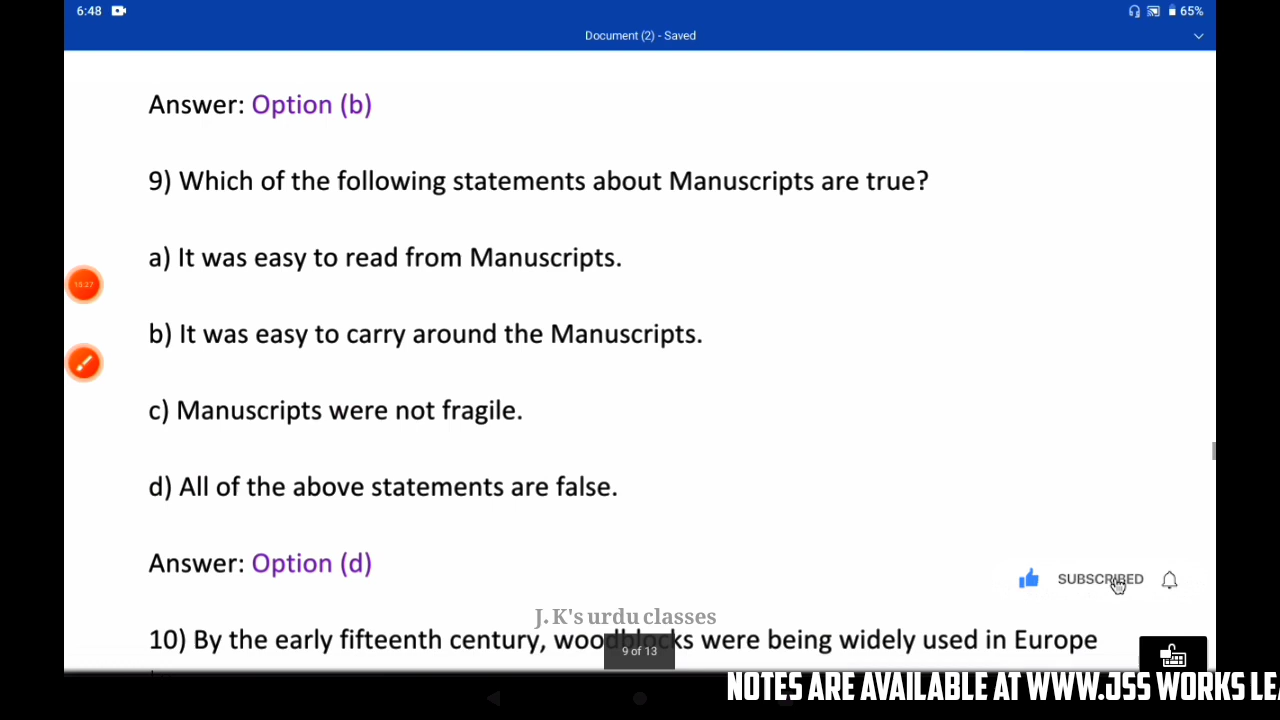 6:48
65%
Document (2) - Saved
Answer: Option (b)
9) Which of the following statements about Manuscripts are true?
a) It was easy to read from Manuscripts.
15:27
b) It was easy to carry around the Manuscripts.
c) Manuscripts were not fragile.
d) All of the above statements are false.
Answer: Option (d)
SUBSCRIBED
J. K's urdu classes
10) By the early fifteenth century, woodblocks were being widely used in Europe
9 of 13
NOTES ARE AVAILABLE AT WWW.JSS WORKS LEA